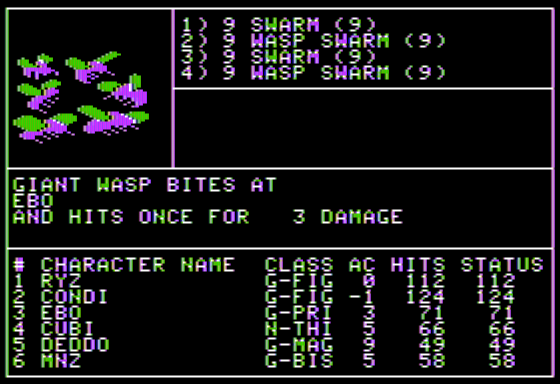 1) 9 SWARM (9)
2) 9 WASP SWARM (9)
3) 9 SWARM (9)
4) 9 WASP SWARM (9)
GIANT WASP BITES AT
EBO
AND HITS ONCE FOR 3 DAMAGE
# CHARACTER NAME CLASS AC HITS STATUS
1 RYZ G-FIG 0 112 112
2 CONDI G-FIG -1 124 124
3 EBO G-PRI 3 71 71
4 CUBI N-THI 5 66 66
5 DEDDO G-MAG 9 49 49
6 MNZ G-BIS 5 58 58